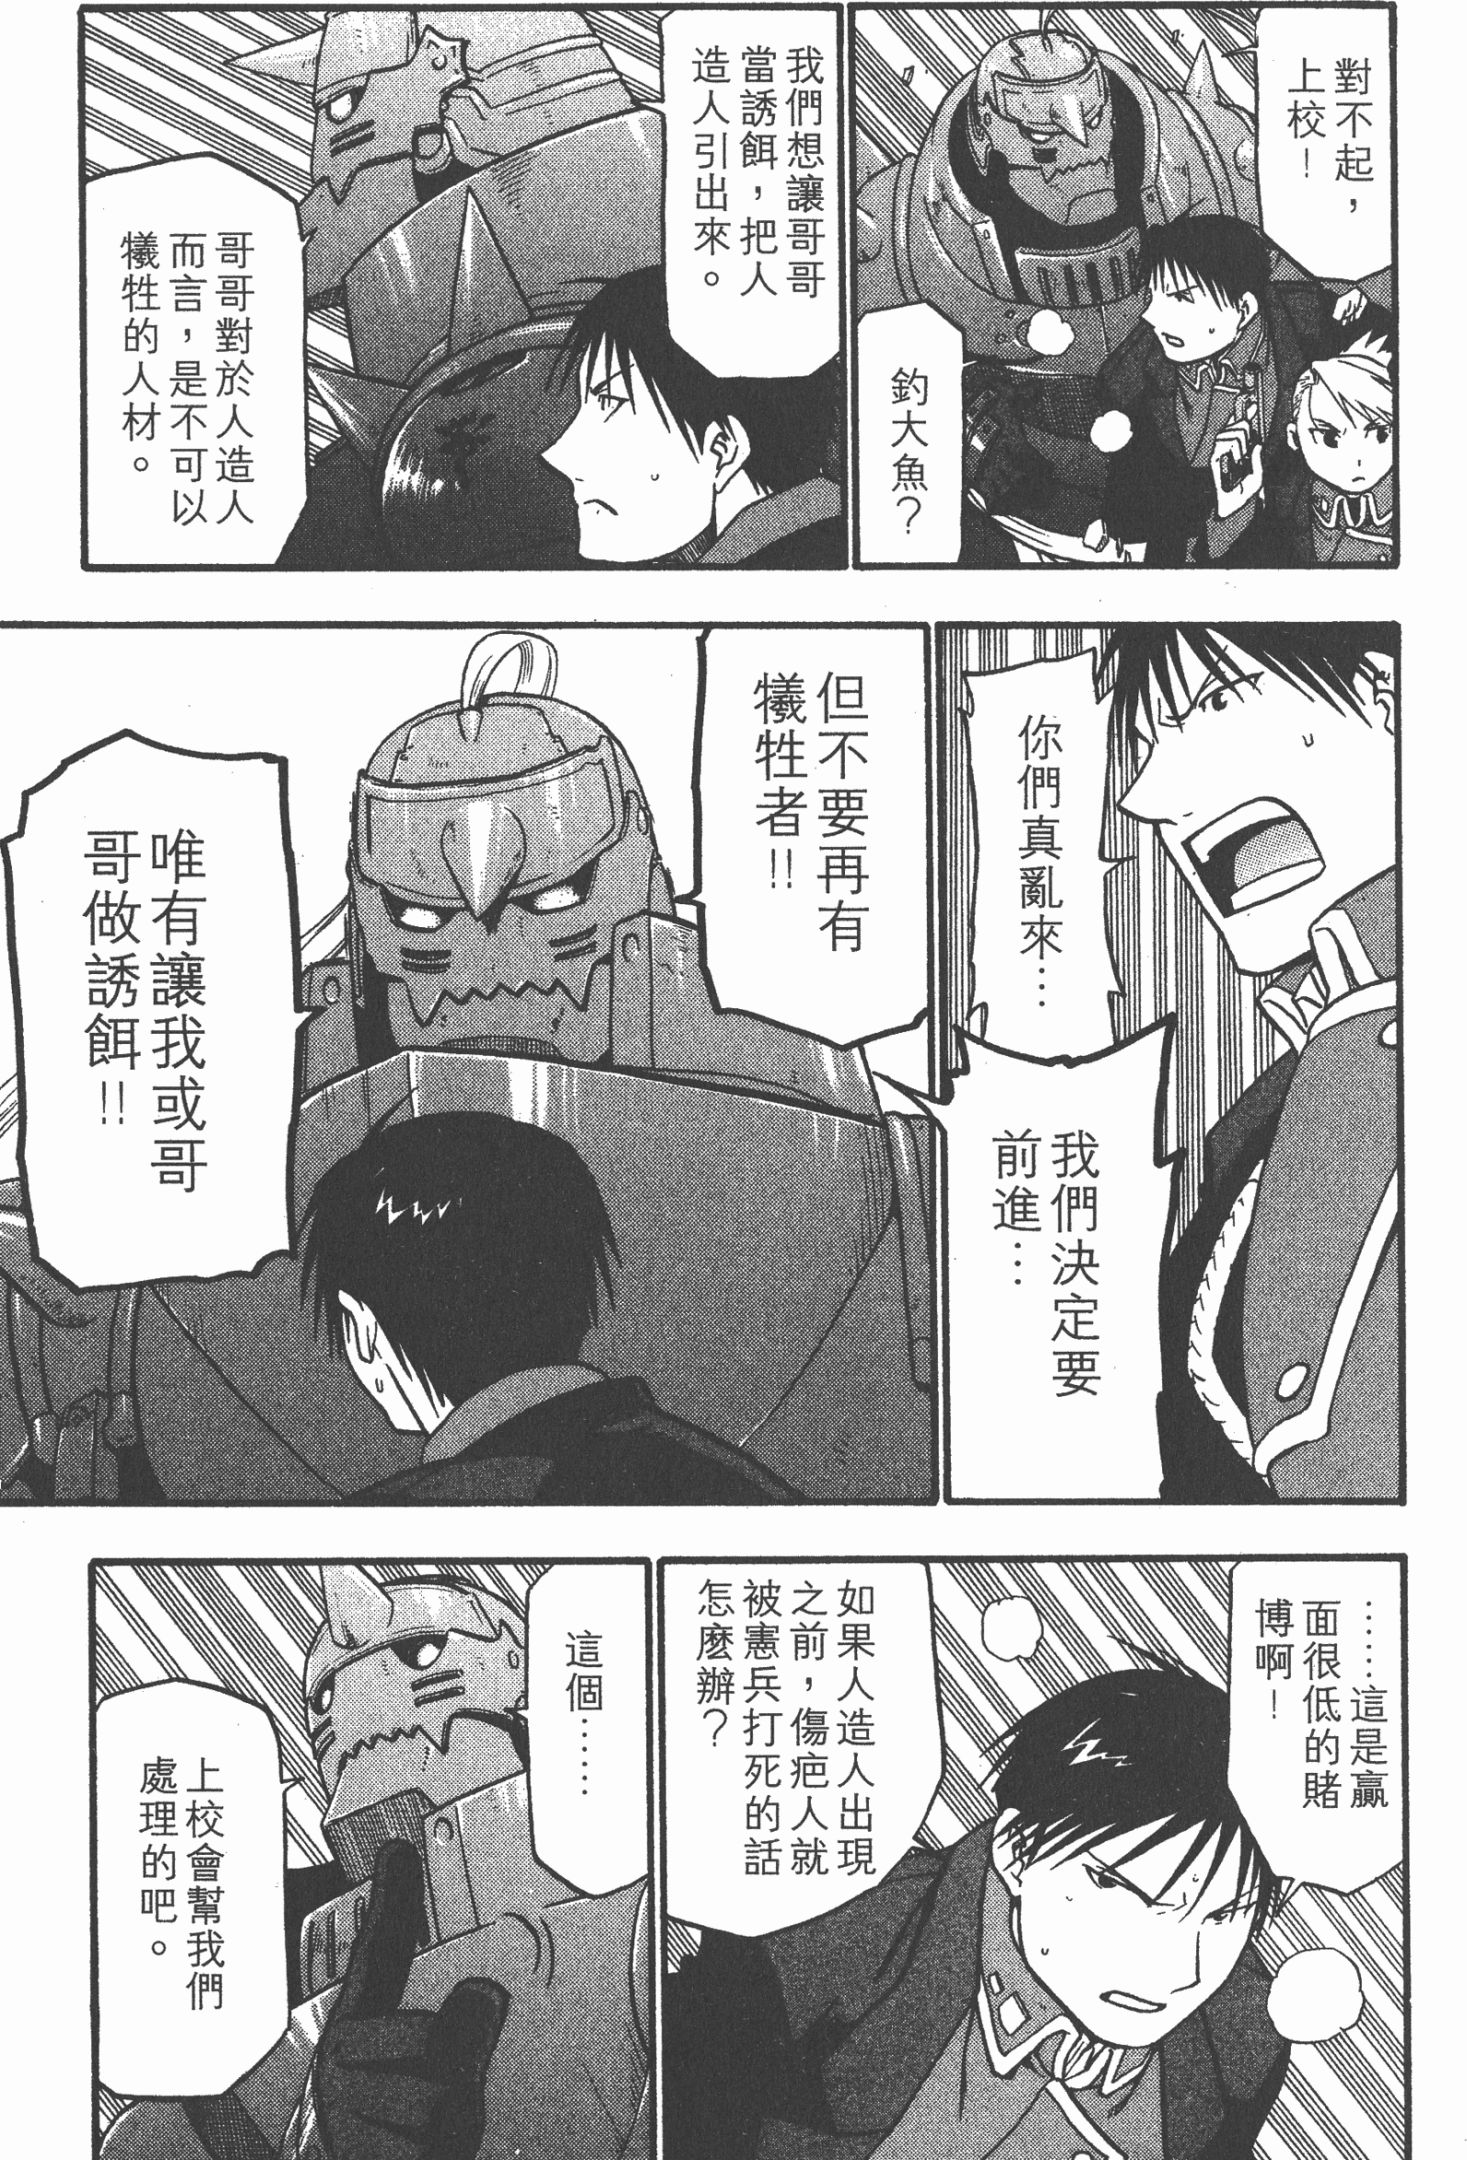 對不起，
上校！
釣大魚？
我們想讓哥哥
當誘餌，把人
造人引出來。
哥哥對於人造人
而言，是不可以
犧牲的人材。
你們真亂來…
我們決定要
前進…
但不要再有
犧牲者!!
唯有讓我或哥
哥做誘餌!!
……這是贏
面很低的賭
博啊！
如果人造人出現
之前，傷疤人就
被憲兵打死的話
怎麼辦？
這個……
上校會幫我們
處理的吧。